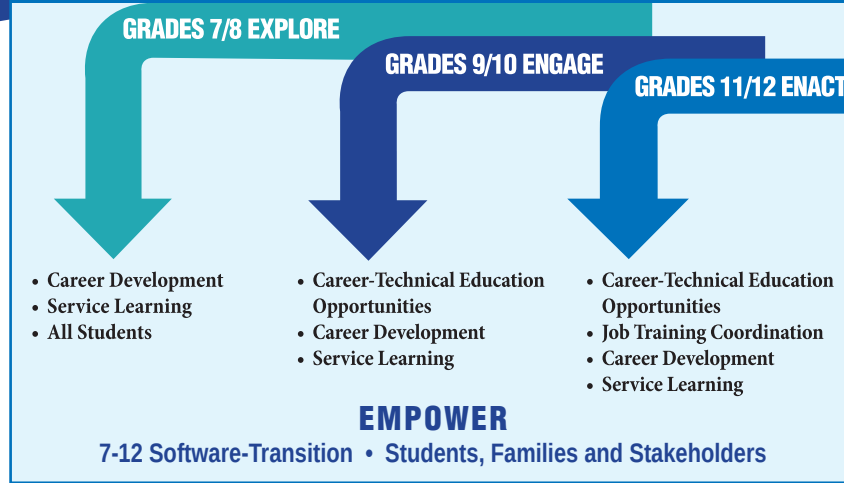 GRADES 7/8 EXPLORE
GRADES 9/10 ENGAGE
GRADES 11/12 ENACT
• Career Development
• Service Learning
• All Students
• Career-Technical Education
Opportunities
• Career Development
• Service Learning
• Career-Technical Education
Opportunities
• Job Training Coordination
• Career Development
• Service Learning
EMPOWER
7-12 Software-Transition • Students, Families and Stakeholders